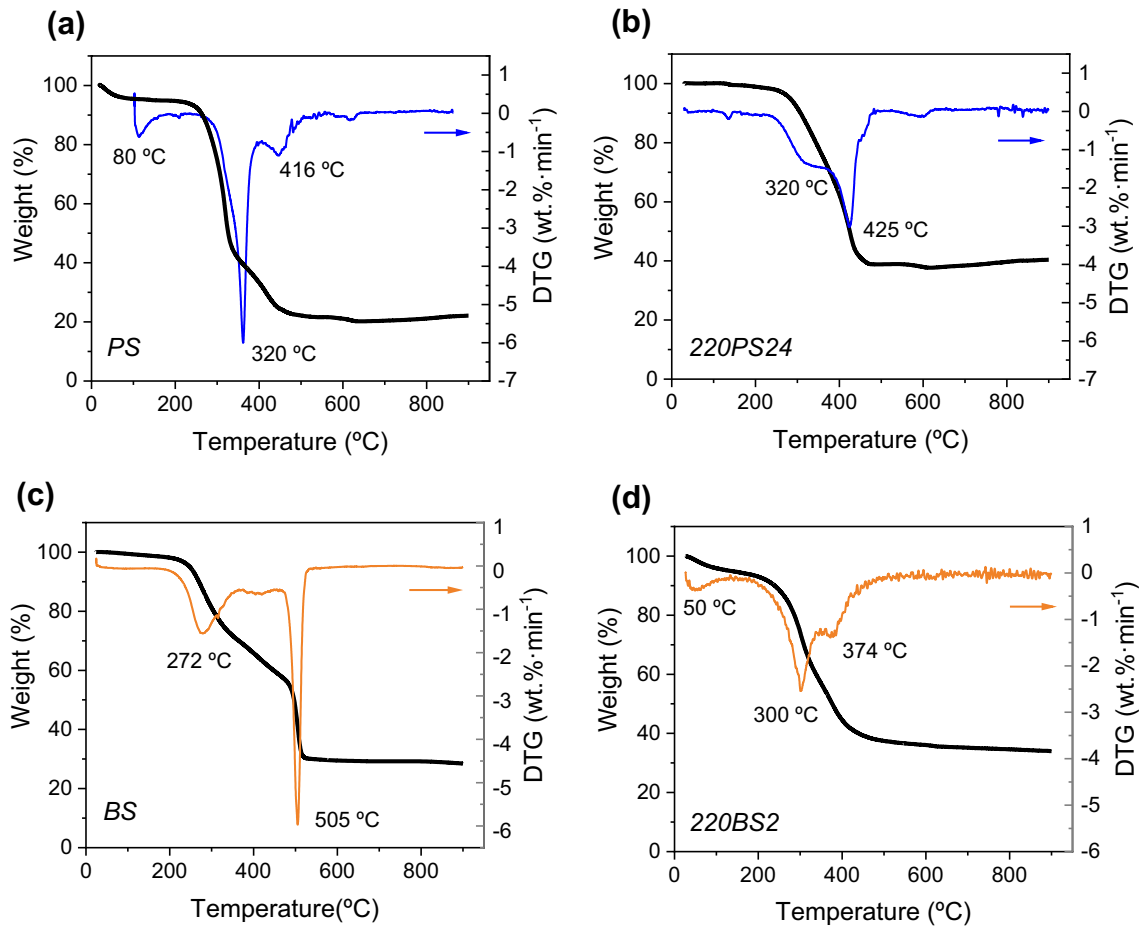 (a)
Weight (%)
100
80
60
40
20
0
1
0
-1
-2
-3
-4
-5
-6
-7
DTG (wt.%·min⁻¹)
80 ºC
416 ºC
320 ºC
PS
0 200 400 600 800
Temperature (ºC)
(b)
Weight (%)
100
80
60
40
20
0
1
0
-1
-2
-3
-4
-5
-6
-7
DTG (wt.%·min⁻¹)
320 ºC
425 ºC
220PS24
0 200 400 600 800
Temperature (ºC)
(c)
Weight (%)
100
80
60
40
20
0
1
0
-1
-2
-3
-4
-5
-6
DTG (wt.%·min⁻¹)
272 ºC
505 ºC
BS
0 200 400 600 800
Temperature(ºC)
(d)
Weight (%)
100
80
60
40
20
0
1
0
-1
-2
-3
-4
-5
-6
DTG (wt.%·min⁻¹)
50 ºC
374 ºC
300 ºC
220BS2
0 200 400 600 800
Temperature (ºC)